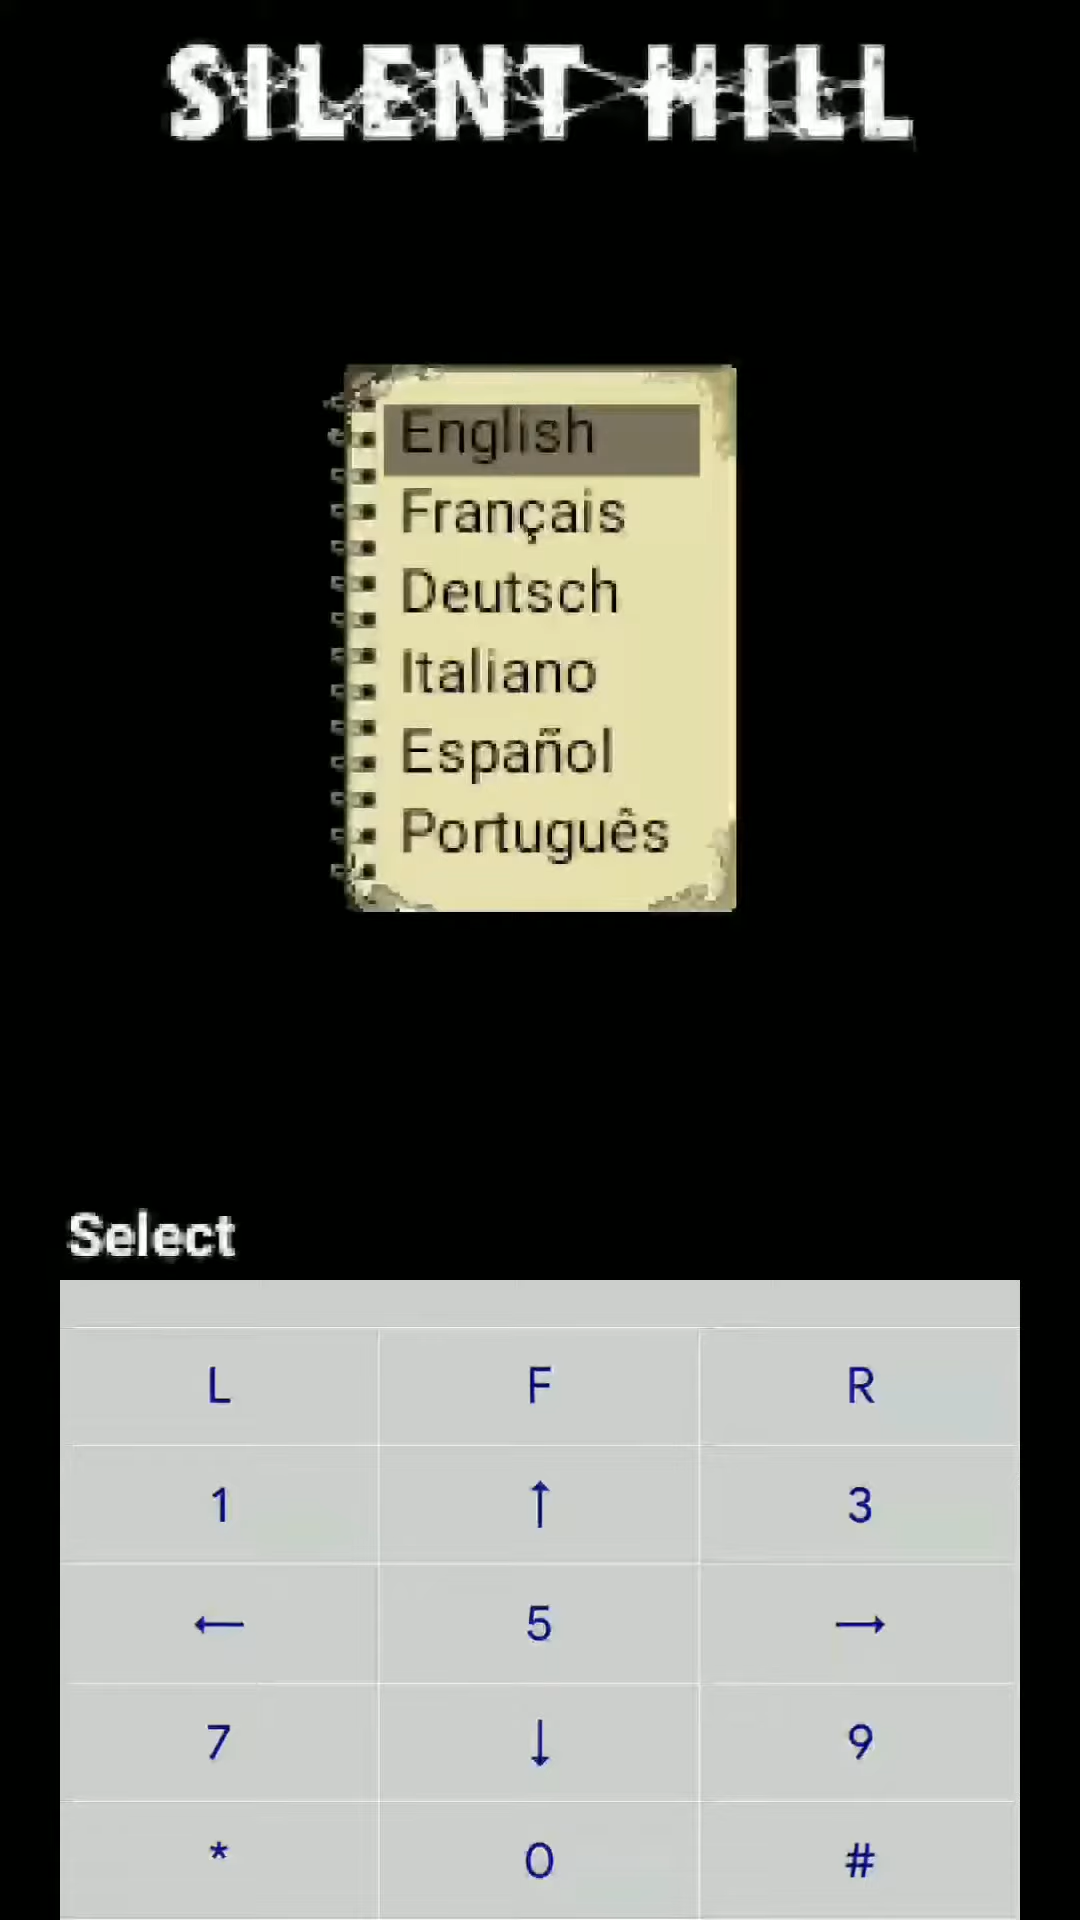 SILENT HILL
English
Français
Deutsch
Italiano
Español
Português
Select
L F R
1 ↑ 3
← 5 →
7 ↓ 9
* 0 #